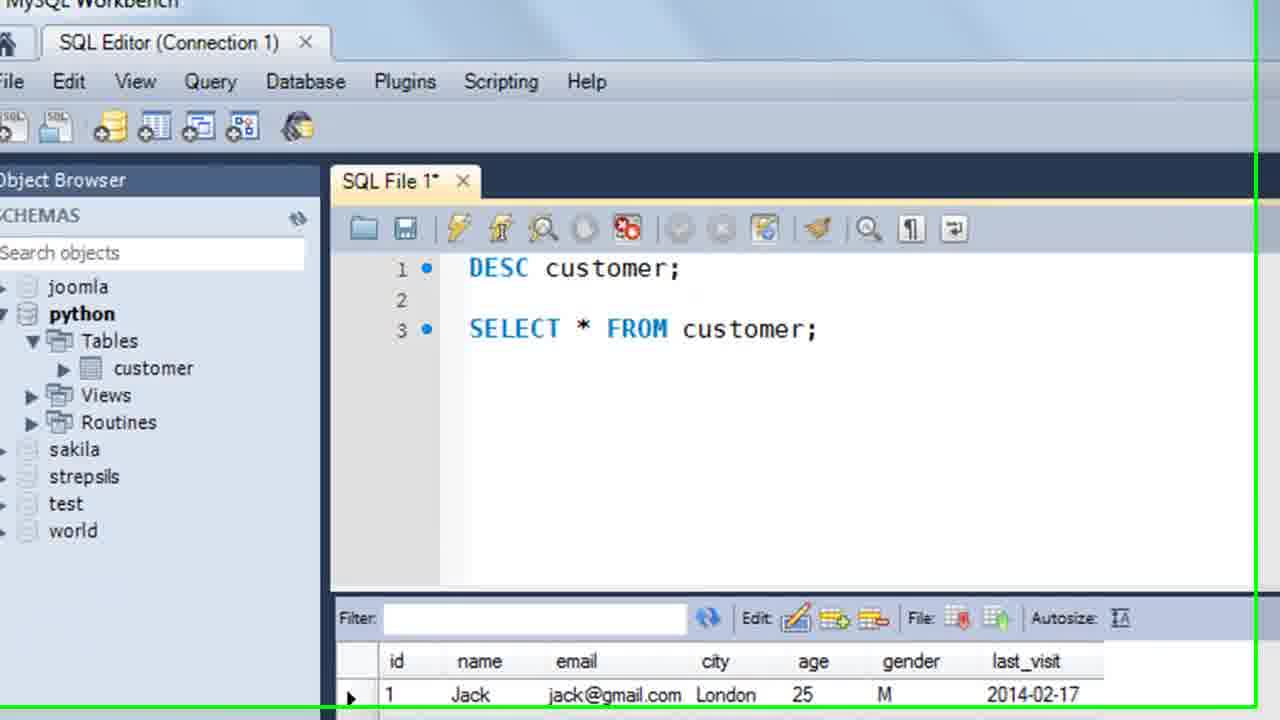 MySQL Workbench
SQL Editor (Connection 1)
File Edit View Query Database Plugins Scripting Help
SQL SQL
Object Browser
SQL File 1*
SCHEMAS
Search objects
joomla
python
Tables
customer
Views
Routines
sakila
strepsils
test
world
1 DESC customer;
2
3 SELECT * FROM customer;
Filter: Edit: File: Autosize:
id name email city age gender last_visit
1 Jack jack@gmail.com London 25 M 2014-02-17